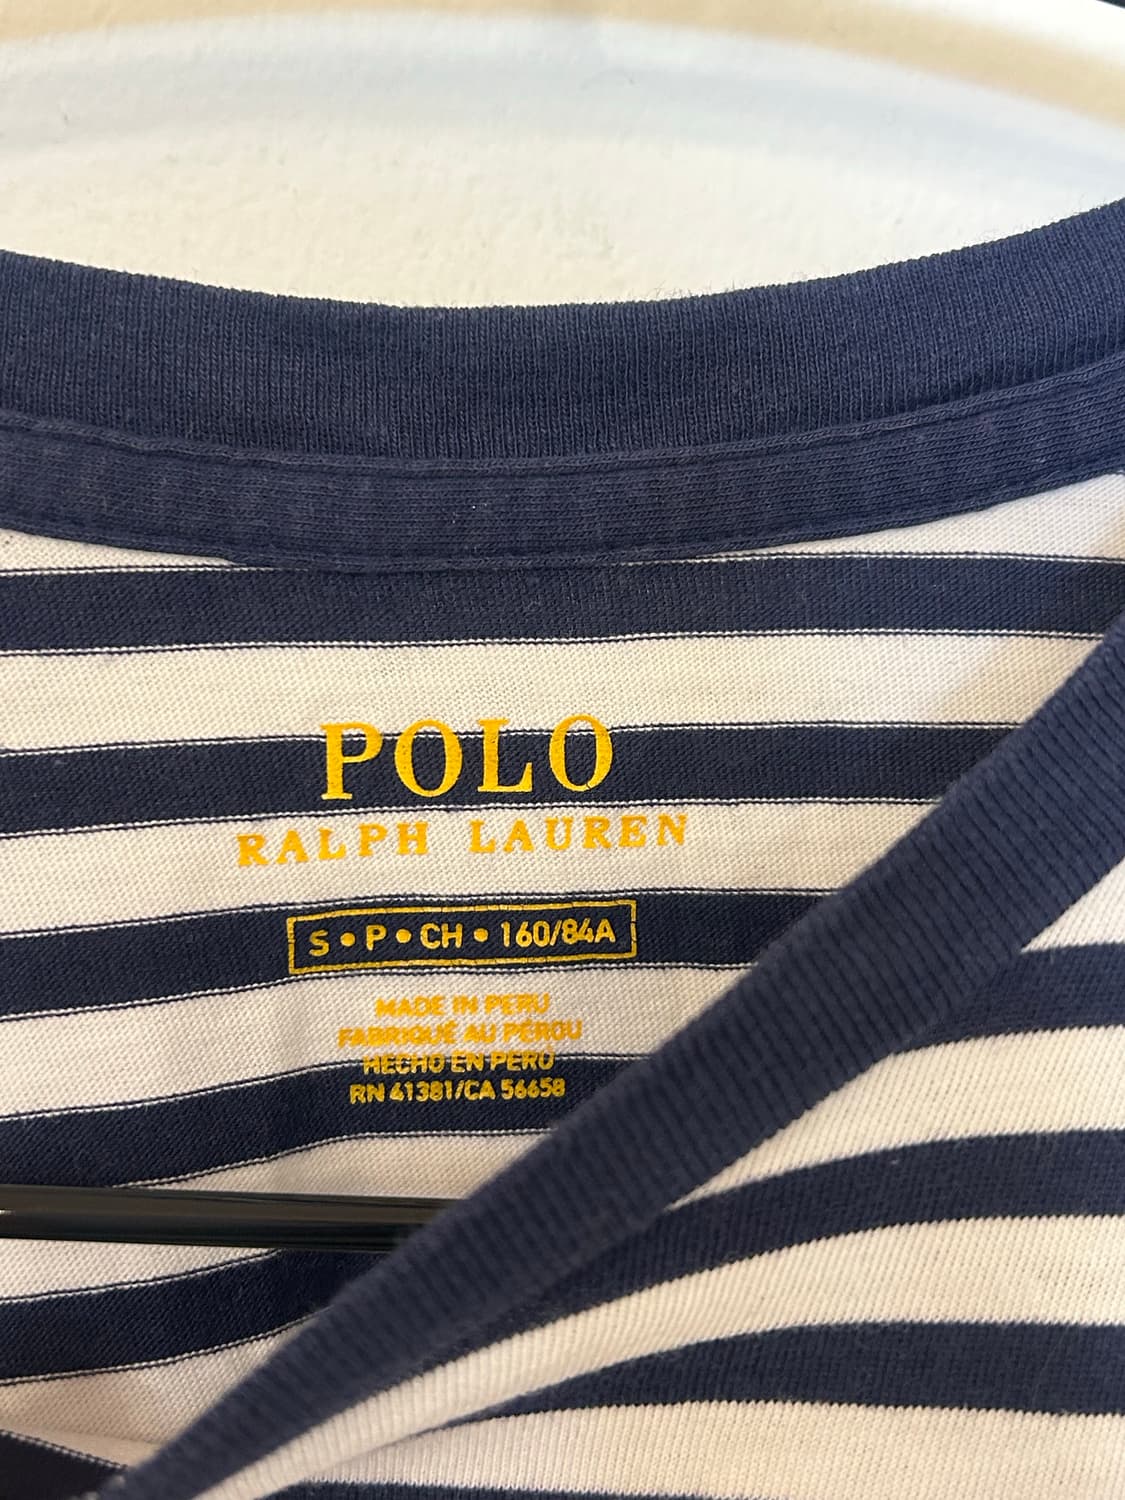 POLO
RALPH LAUREN
S • P • CH • 160/84A
MADE IN PERU
FABRIQUÉ AU PÉROU
HECHO EN PERÚ
RN 41381/CA 56658